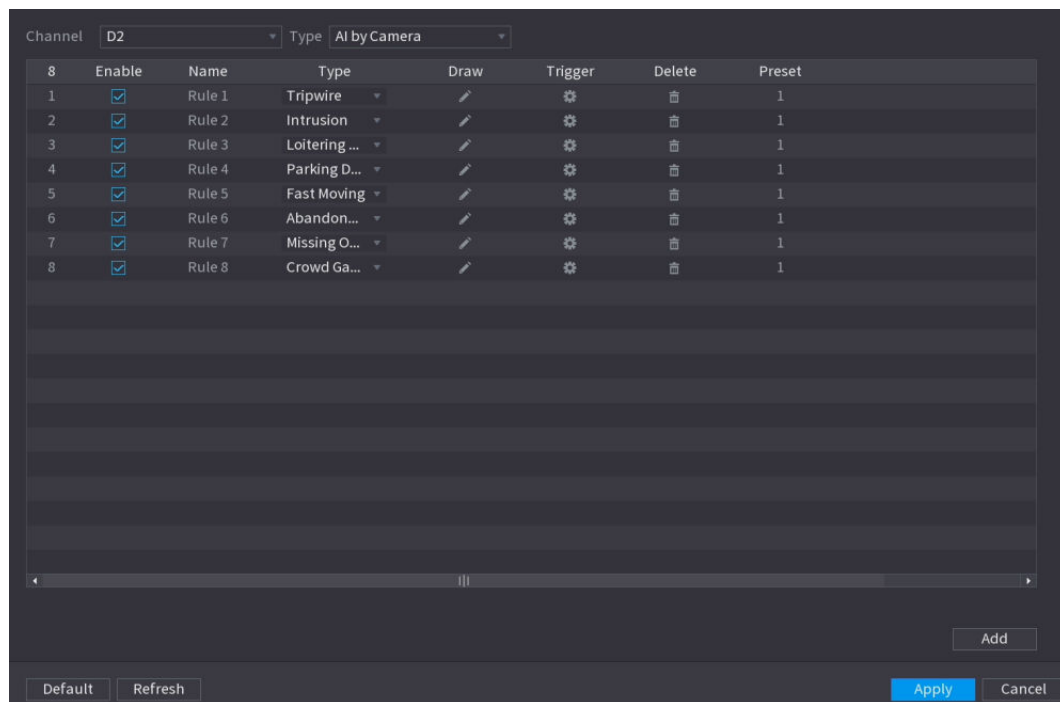 Channel D2 Type AI by Camera
8 Enable Name Type Draw Trigger Delete Preset
1 Rule 1 Tripwire 1
2 Rule 2 Intrusion 1
3 Rule 3 Loitering ... 1
4 Rule 4 Parking D... 1
5 Rule 5 Fast Moving 1
6 Rule 6 Abandon... 1
7 Rule 7 Missing O... 1
8 Rule 8 Crowd Ga... 1
Add
Default Refresh Apply Cancel